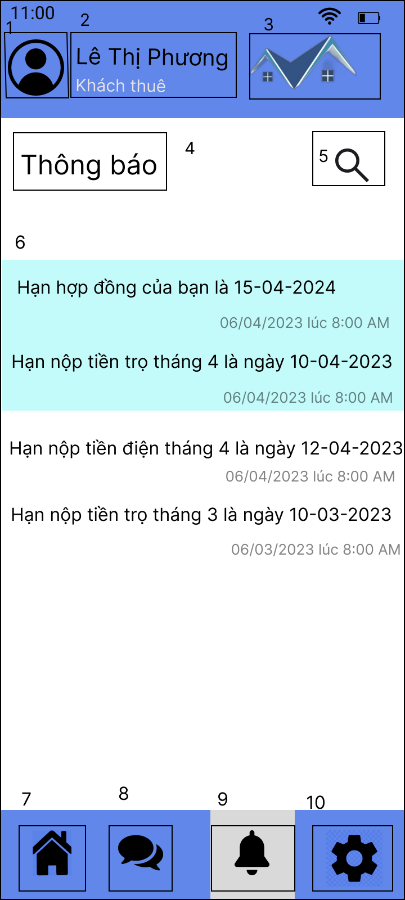 11:00
1
2
3
Lê Thị Phương
Khách thuê
Thông báo
4
5
6
Hạn hợp đồng của bạn là 15-04-2024
06/04/2023 lúc 8:00 AM
Hạn nộp tiền trọ tháng 4 là ngày 10-04-2023
06/04/2023 lúc 8:00 AM
Hạn nộp tiền điện tháng 4 là ngày 12-04-2023
06/04/2023 lúc 8:00 AM
Hạn nộp tiền trọ tháng 3 là ngày 10-03-2023
06/03/2023 lúc 8:00 AM
7
8
9
10